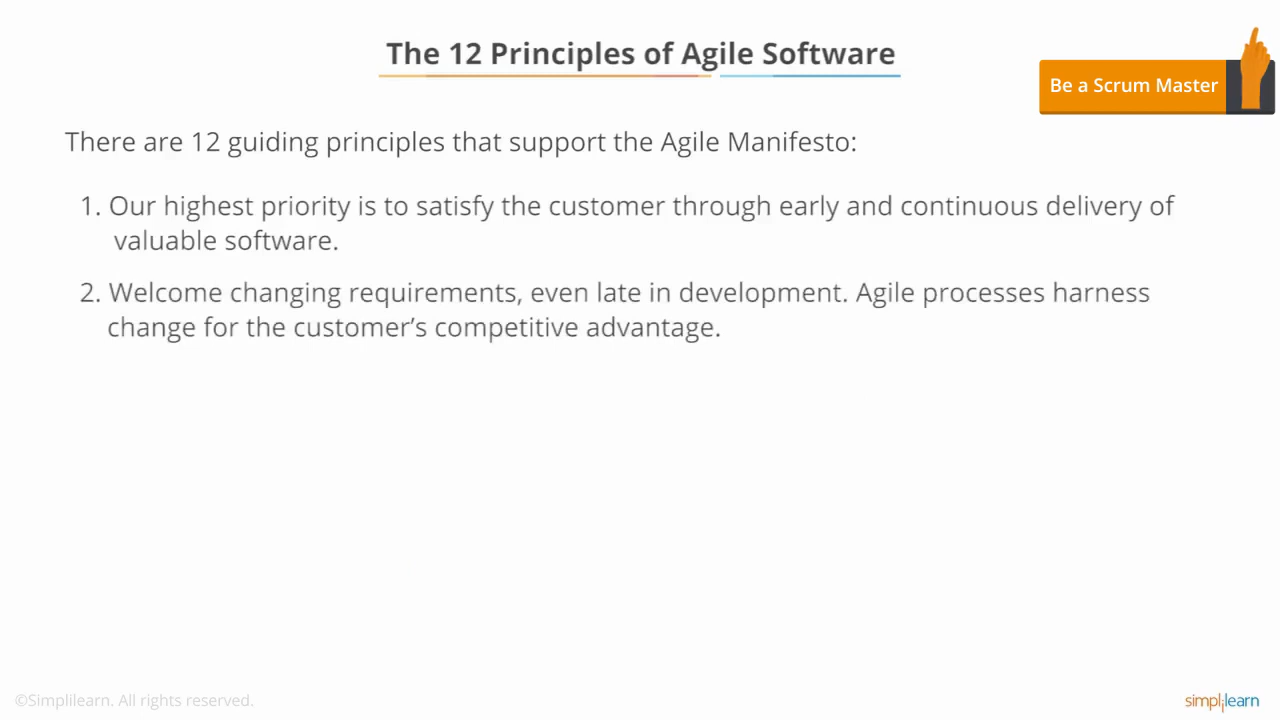 The 12 Principles of Agile Software
Be a Scrum Master
There are 12 guiding principles that support the Agile Manifesto:
1. Our highest priority is to satisfy the customer through early and continuous delivery of
valuable software.
2. Welcome changing requirements, even late in development. Agile processes harness
change for the customer’s competitive advantage.
©Simplilearn. All rights reserved.
simplilearn